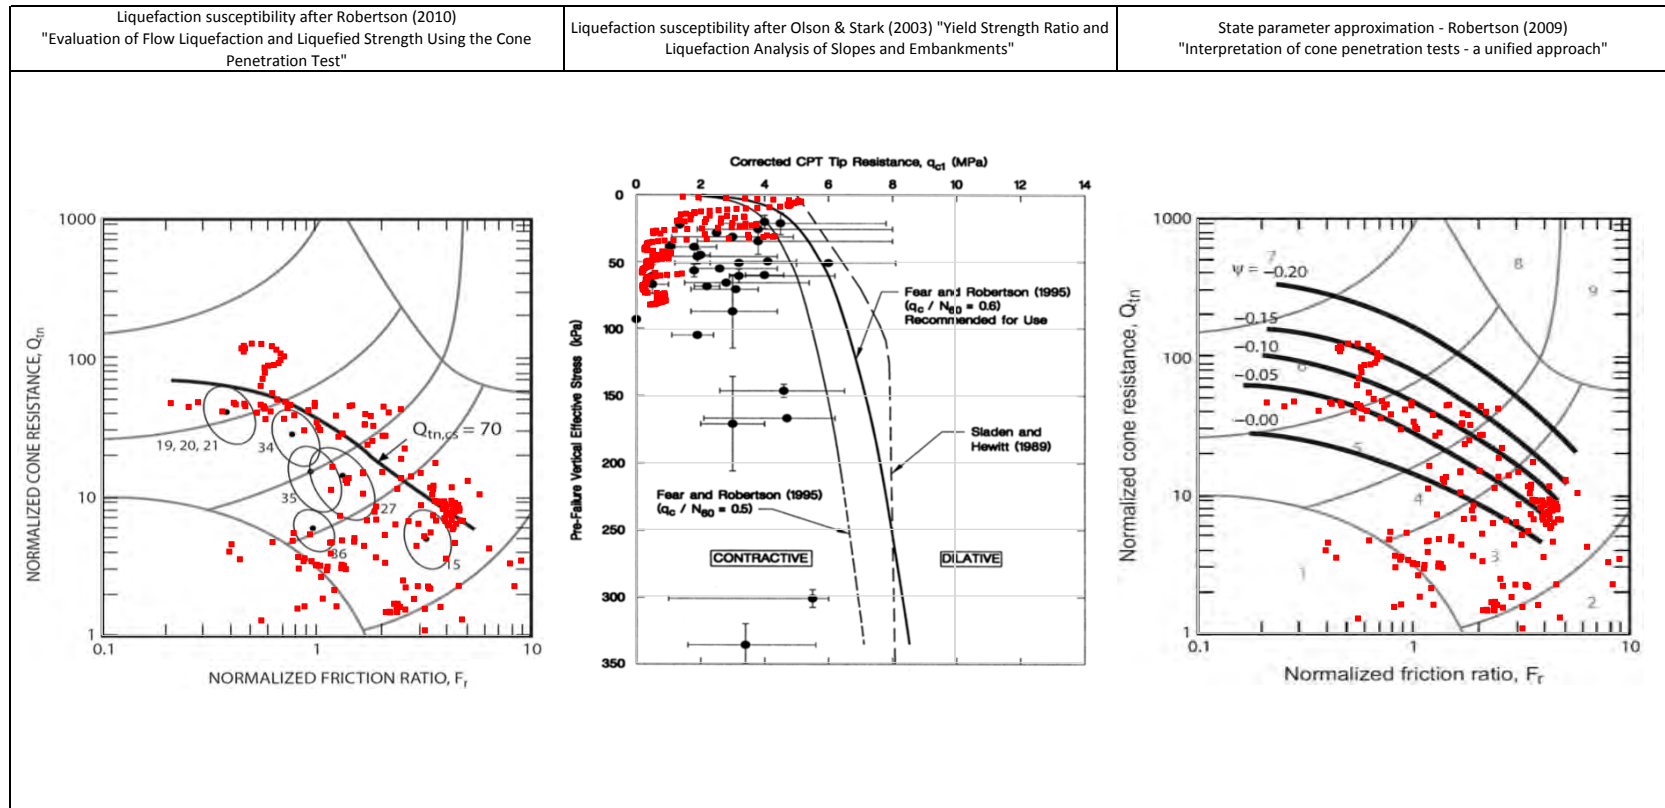 Liquefaction susceptibility after Robertson (2010)
"Evaluation of Flow Liquefaction and Liquefied Strength Using the Cone
Penetration Test"
Liquefaction susceptibility after Olson & Stark (2003) "Yield Strength Ratio and
Liquefaction Analysis of Slopes and Embankments"
State parameter approximation - Robertson (2009)
"Interpretation of cone penetration tests - a unified approach"
NORMALIZED CONE RESISTANCE, Qtn
1000
100
10
1
0.1
1
10
NORMALIZED FRICTION RATIO, Fr
19, 20, 21
34
35
36
27
15
Qtn,cs = 70
Corrected CPT Tip Resistance, qc1 (MPa)
0 2 4 6 8 10 12 14
Pre-Failure Vertical Effective Stress (kPa)
0
50
100
150
200
250
300
350
Fear and Robertson (1995)
(qc / N60 = 0.6)
Recommended for Use
Sladen and
Hewitt (1989)
Fear and Robertson (1995)
(qc / N60 = 0.5)
CONTRACTIVE
DILATIVE
Normalized cone resistance, Qtn
1000
100
10
1
0.1
1
10
Normalized friction ratio, Fr
ψ = -0.20
-0.15
-0.10
-0.05
-0.00
7
8
9
6
5
4
3
1
2